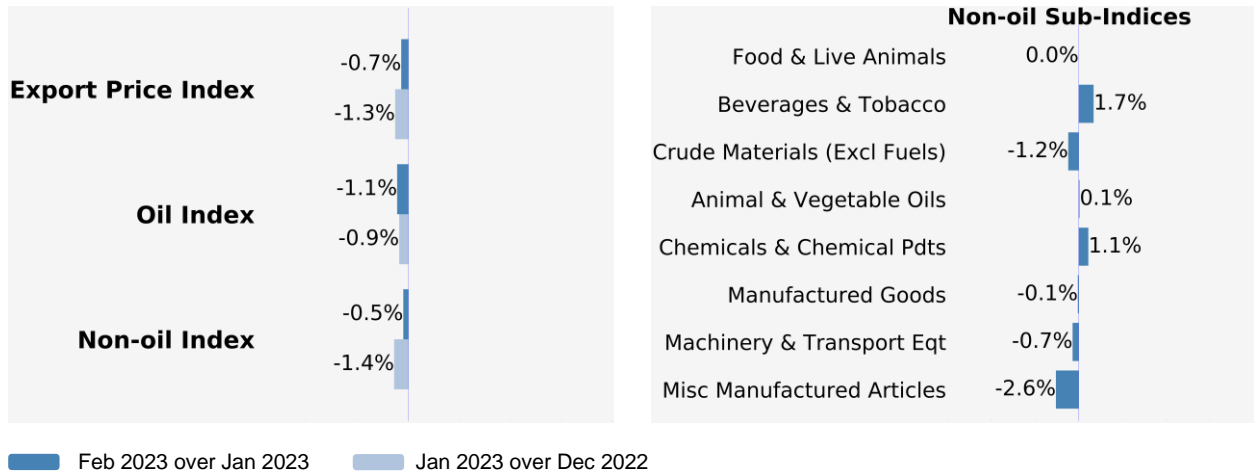 -0.7%
Export Price Index
-1.3%
-1.1%
Oil Index
-0.9%
-0.5%
Non-oil Index
-1.4%
Non-oil Sub-Indices
Food & Live Animals 0.0%
Beverages & Tobacco 1.7%
Crude Materials (Excl Fuels) -1.2%
Animal & Vegetable Oils 0.1%
Chemicals & Chemical Pdts 1.1%
Manufactured Goods -0.1%
Machinery & Transport Eqt -0.7%
Misc Manufactured Articles -2.6%
Feb 2023 over Jan 2023 Jan 2023 over Dec 2022